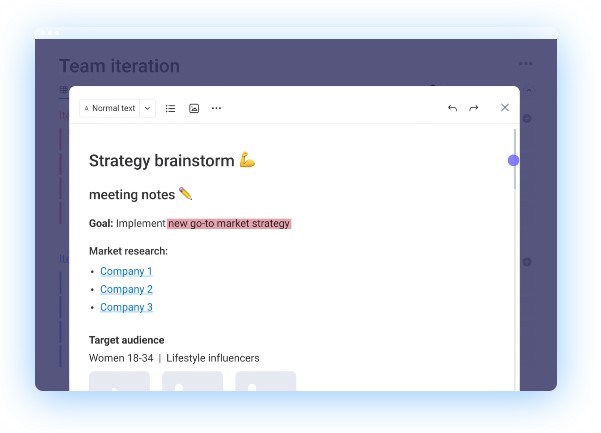 Team iteration
A Normal text
Strategy brainstorm 💪
meeting notes ✏️
Goal: Implement new go-to market strategy
Market research:
• Company 1
• Company 2
• Company 3
Target audience
Women 18-34 | Lifestyle influencers